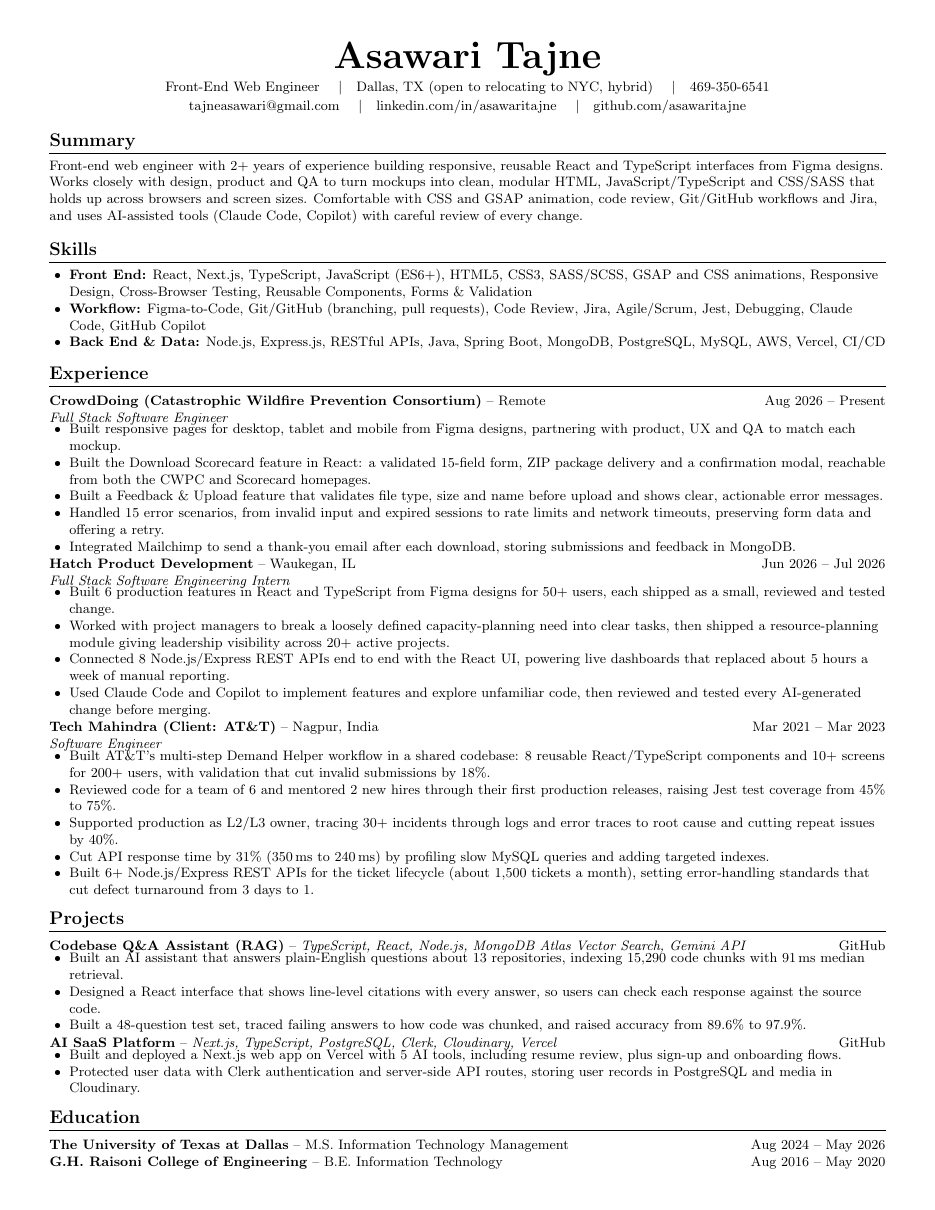 Asawari Tajne
Front-End Web Engineer | Dallas, TX (open to relocating to NYC, hybrid) | 469-350-6541
tajneasawari@gmail.com | linkedin.com/in/asawaritajne | github.com/asawaritajne
Summary
Front-end web engineer with 2+ years of experience building responsive, reusable React and TypeScript interfaces from Figma designs.
Works closely with design, product and QA to turn mockups into clean, modular HTML, JavaScript/TypeScript and CSS/SASS that
holds up across browsers and screen sizes. Comfortable with CSS and GSAP animation, code review, Git/GitHub workflows and Jira,
and uses AI-assisted tools (Claude Code, Copilot) with careful review of every change.
Skills
• Front End: React, Next.js, TypeScript, JavaScript (ES6+), HTML5, CSS3, SASS/SCSS, GSAP and CSS animations, Responsive
Design, Cross-Browser Testing, Reusable Components, Forms & Validation
• Workflow: Figma-to-Code, Git/GitHub (branching, pull requests), Code Review, Jira, Agile/Scrum, Jest, Debugging, Claude
Code, GitHub Copilot
• Back End & Data: Node.js, Express.js, RESTful APIs, Java, Spring Boot, MongoDB, PostgreSQL, MySQL, AWS, Vercel, CI/CD
Experience
CrowdDoing (Catastrophic Wildfire Prevention Consortium) – Remote Aug 2026 – Present
Full Stack Software Engineer
• Built responsive pages for desktop, tablet and mobile from Figma designs, partnering with product, UX and QA to match each
mockup.
• Built the Download Scorecard feature in React: a validated 15-field form, ZIP package delivery and a confirmation modal, reachable
from both the CWPC and Scorecard homepages.
• Built a Feedback & Upload feature that validates file type, size and name before upload and shows clear, actionable error messages.
• Handled 15 error scenarios, from invalid input and expired sessions to rate limits and network timeouts, preserving form data and
offering a retry.
• Integrated Mailchimp to send a thank-you email after each download, storing submissions and feedback in MongoDB.
Hatch Product Development – Waukegan, IL Jun 2026 – Jul 2026
Full Stack Software Engineering Intern
• Built 6 production features in React and TypeScript from Figma designs for 50+ users, each shipped as a small, reviewed and tested
change.
• Worked with project managers to break a loosely defined capacity-planning need into clear tasks, then shipped a resource-planning
module giving leadership visibility across 20+ active projects.
• Connected 8 Node.js/Express REST APIs end to end with the React UI, powering live dashboards that replaced about 5 hours a
week of manual reporting.
• Used Claude Code and Copilot to implement features and explore unfamiliar code, then reviewed and tested every AI-generated
change before merging.
Tech Mahindra (Client: AT&T) – Nagpur, India Mar 2021 – Mar 2023
Software Engineer
• Built AT&T's multi-step Demand Helper workflow in a shared codebase: 8 reusable React/TypeScript components and 10+ screens
for 200+ users, with validation that cut invalid submissions by 18%.
• Reviewed code for a team of 6 and mentored 2 new hires through their first production releases, raising Jest test coverage from 45%
to 75%.
• Supported production as L2/L3 owner, tracing 30+ incidents through logs and error traces to root cause and cutting repeat issues
by 40%.
• Cut API response time by 31% (350 ms to 240 ms) by profiling slow MySQL queries and adding targeted indexes.
• Built 6+ Node.js/Express REST APIs for the ticket lifecycle (about 1,500 tickets a month), setting error-handling standards that
cut defect turnaround from 3 days to 1.
Projects
Codebase Q&A Assistant (RAG) – TypeScript, React, Node.js, MongoDB Atlas Vector Search, Gemini API GitHub
• Built an AI assistant that answers plain-English questions about 13 repositories, indexing 15,290 code chunks with 91 ms median
retrieval.
• Designed a React interface that shows line-level citations with every answer, so users can check each response against the source
code.
• Built a 48-question test set, traced failing answers to how code was chunked, and raised accuracy from 89.6% to 97.9%.
AI SaaS Platform – Next.js, TypeScript, PostgreSQL, Clerk, Cloudinary, Vercel GitHub
• Built and deployed a Next.js web app on Vercel with 5 AI tools, including resume review, plus sign-up and onboarding flows.
• Protected user data with Clerk authentication and server-side API routes, storing user records in PostgreSQL and media in
Cloudinary.
Education
The University of Texas at Dallas – M.S. Information Technology Management Aug 2024 – May 2026
G.H. Raisoni College of Engineering – B.E. Information Technology Aug 2016 – May 2020